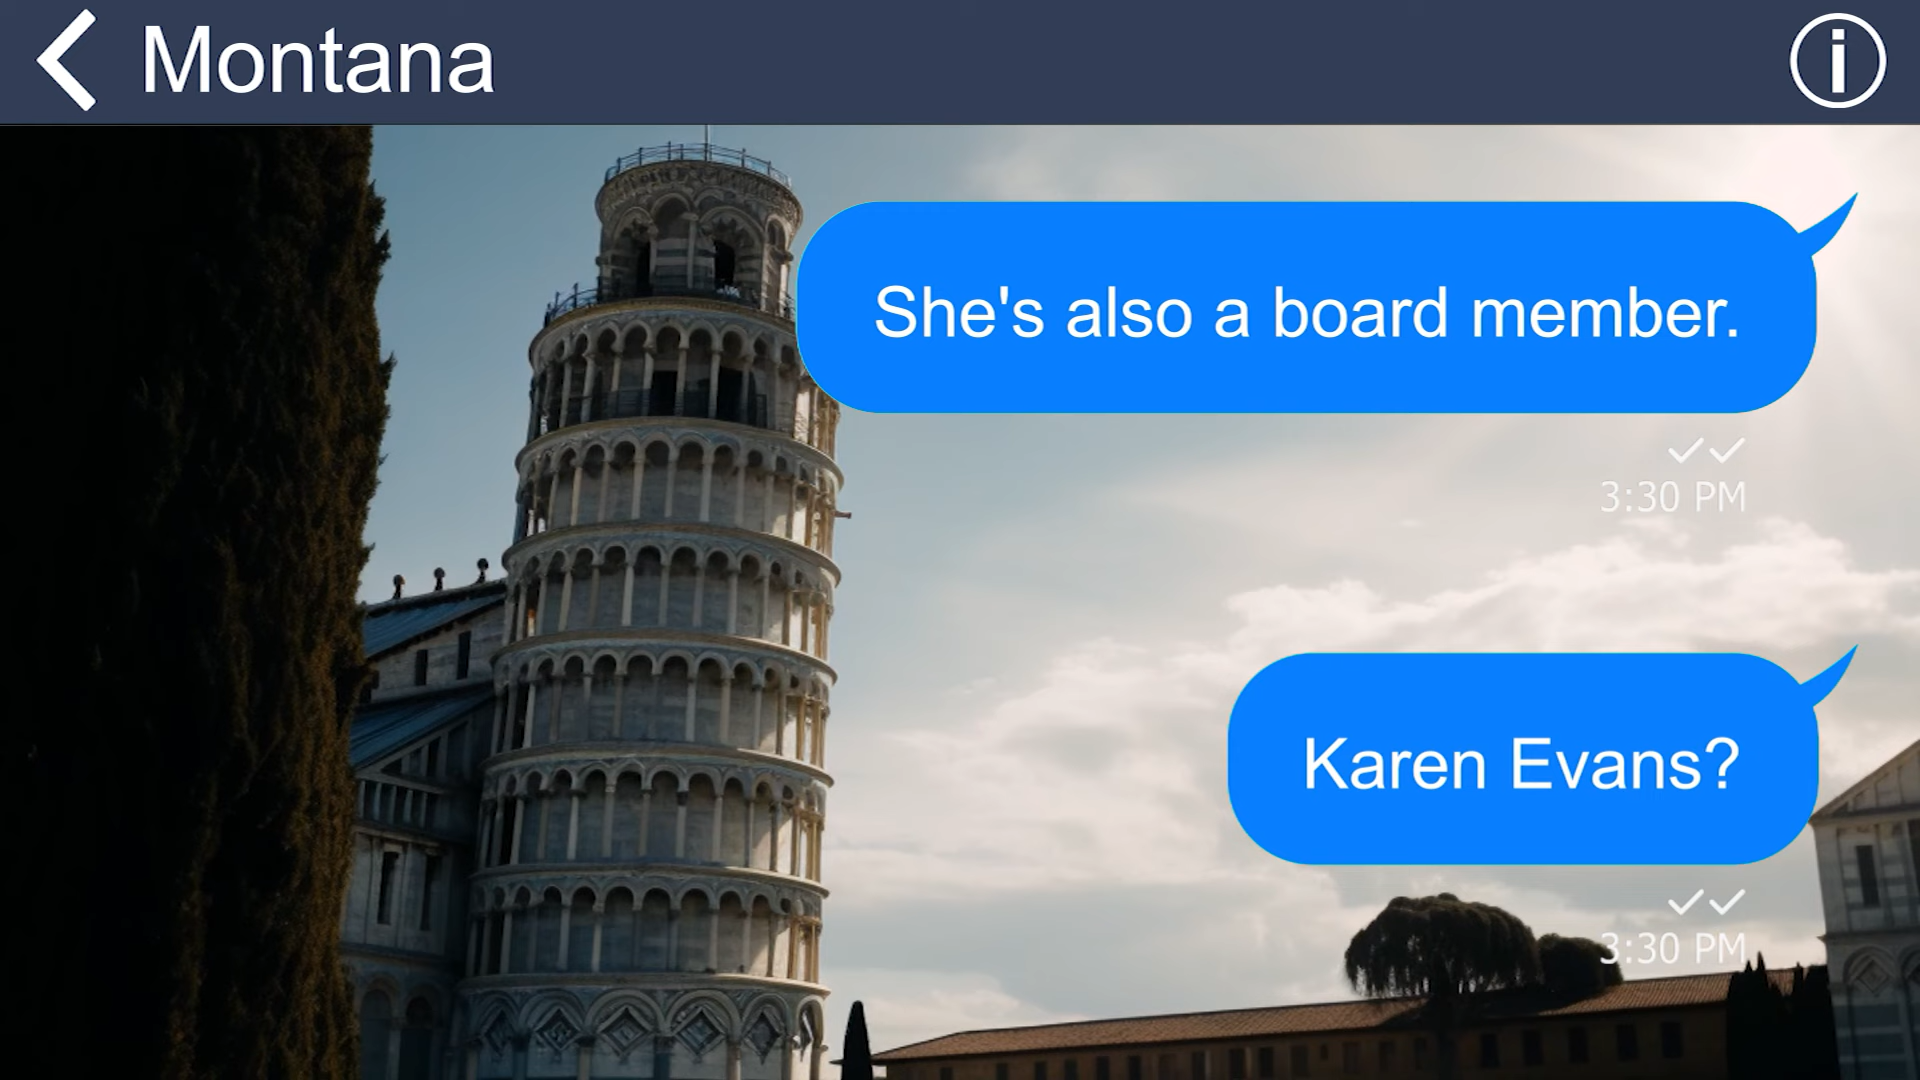 Montana
She's also a board member.
3:30 PM
Karen Evans?
3:30 PM